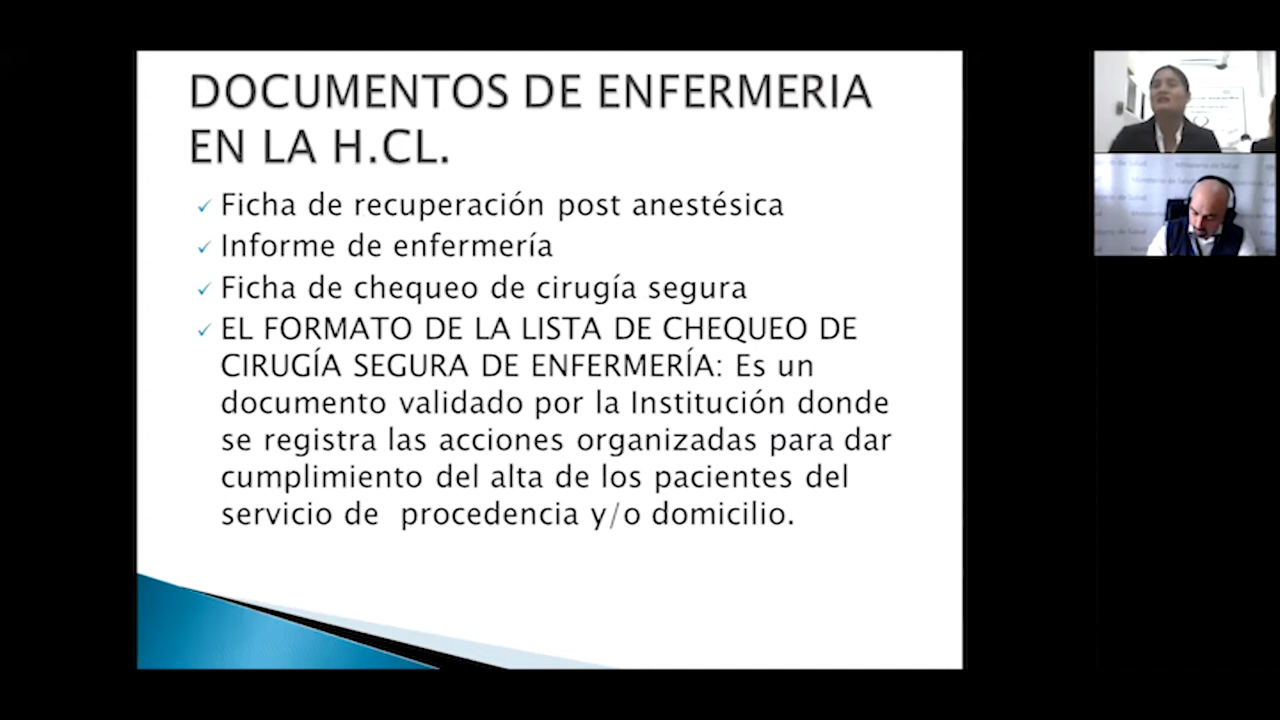 DOCUMENTOS DE ENFERMERIA
EN LA H.CL.
✓ Ficha de recuperación post anestésica
✓ Informe de enfermería
✓ Ficha de chequeo de cirugía segura
✓ EL FORMATO DE LA LISTA DE CHEQUEO DE
CIRUGÍA SEGURA DE ENFERMERÍA: Es un
documento validado por la Institución donde
se registra las acciones organizadas para dar
cumplimiento del alta de los pacientes del
servicio de  procedencia y/o domicilio.
Ministerio de Salud